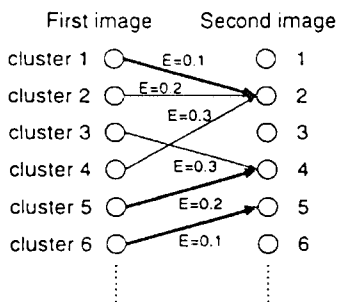 First image Second image
cluster 1 E=0.1 1
cluster 2 E=0.2 2
E=0.3
cluster 3 3
cluster 4 E=0.3 4
cluster 5 E=0.2 5
cluster 6 E=0.1 6